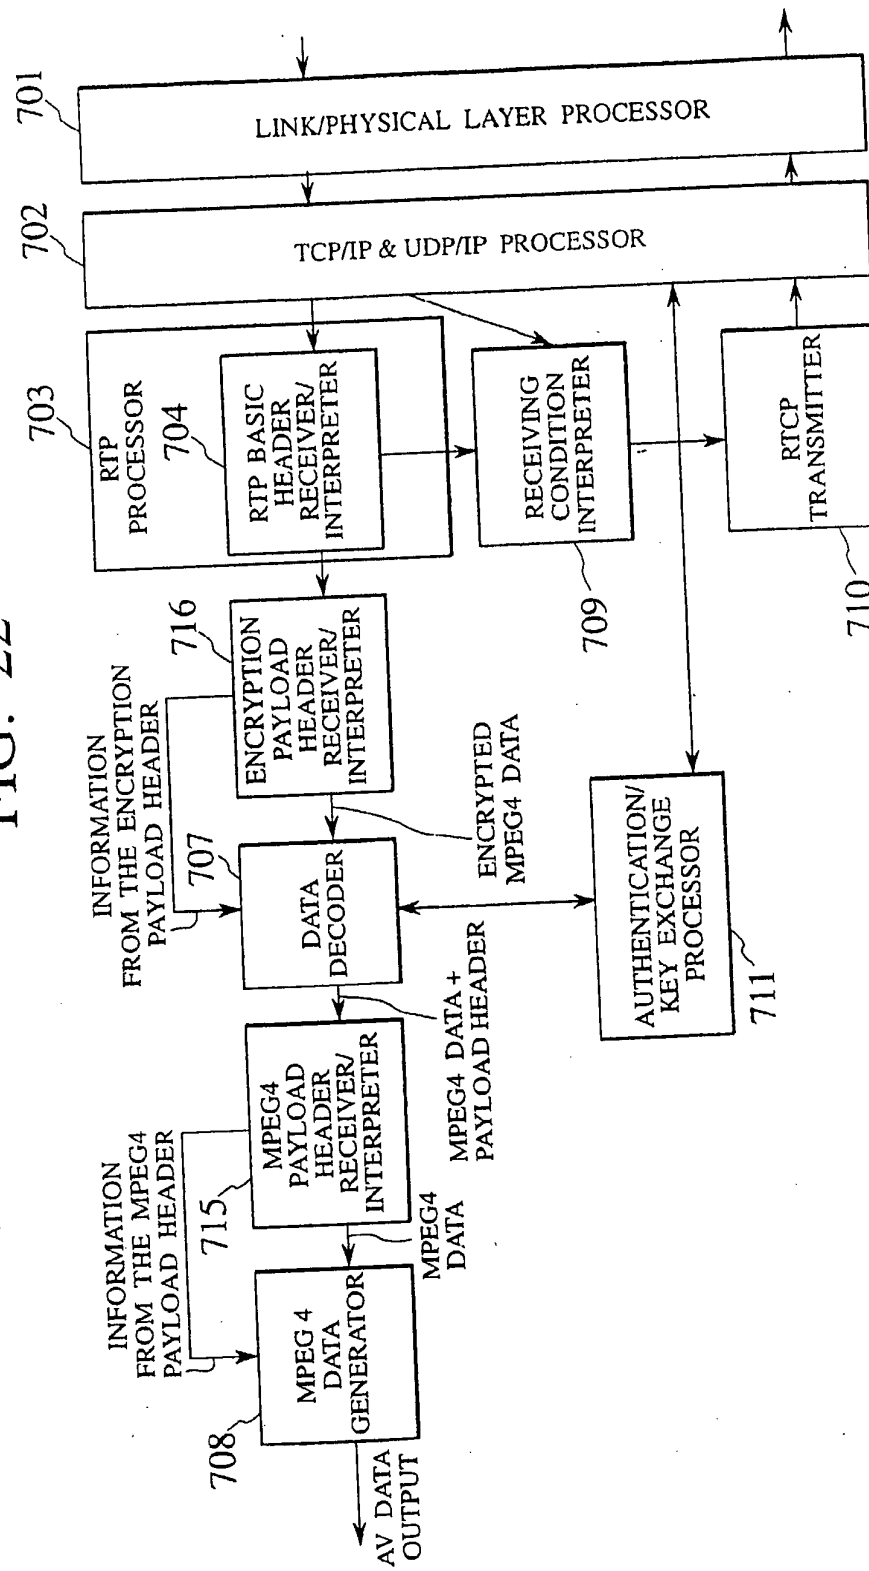 FIG. 22
701
LINK/PHYSICAL LAYER PROCESSOR
702
TCP/IP & UDP/IP PROCESSOR
703
RTP
PROCESSOR
704
RTP BASIC
HEADER
RECEIVER/
INTERPRETER
RECEIVING
CONDITION
INTERPRETER
709
RTCP
TRANSMITTER
710
716
ENCRYPTION
PAYLOAD
HEADER
RECEIVER/
INTERPRETER
INFORMATION
FROM THE ENCRYPTION
PAYLOAD HEADER
ENCRYPTED
MPEG4 DATA
707
DATA
DECODER
AUTHENTICATION/
KEY EXCHANGE
PROCESSOR
711
MPEG4 DATA +
PAYLOAD HEADER
MPEG4
PAYLOAD
HEADER
RECEIVER/
INTERPRETER
715
INFORMATION
FROM THE MPEG4
PAYLOAD HEADER
MPEG4
DATA
MPEG 4
DATA
GENERATOR
708
AV DATA
OUTPUT